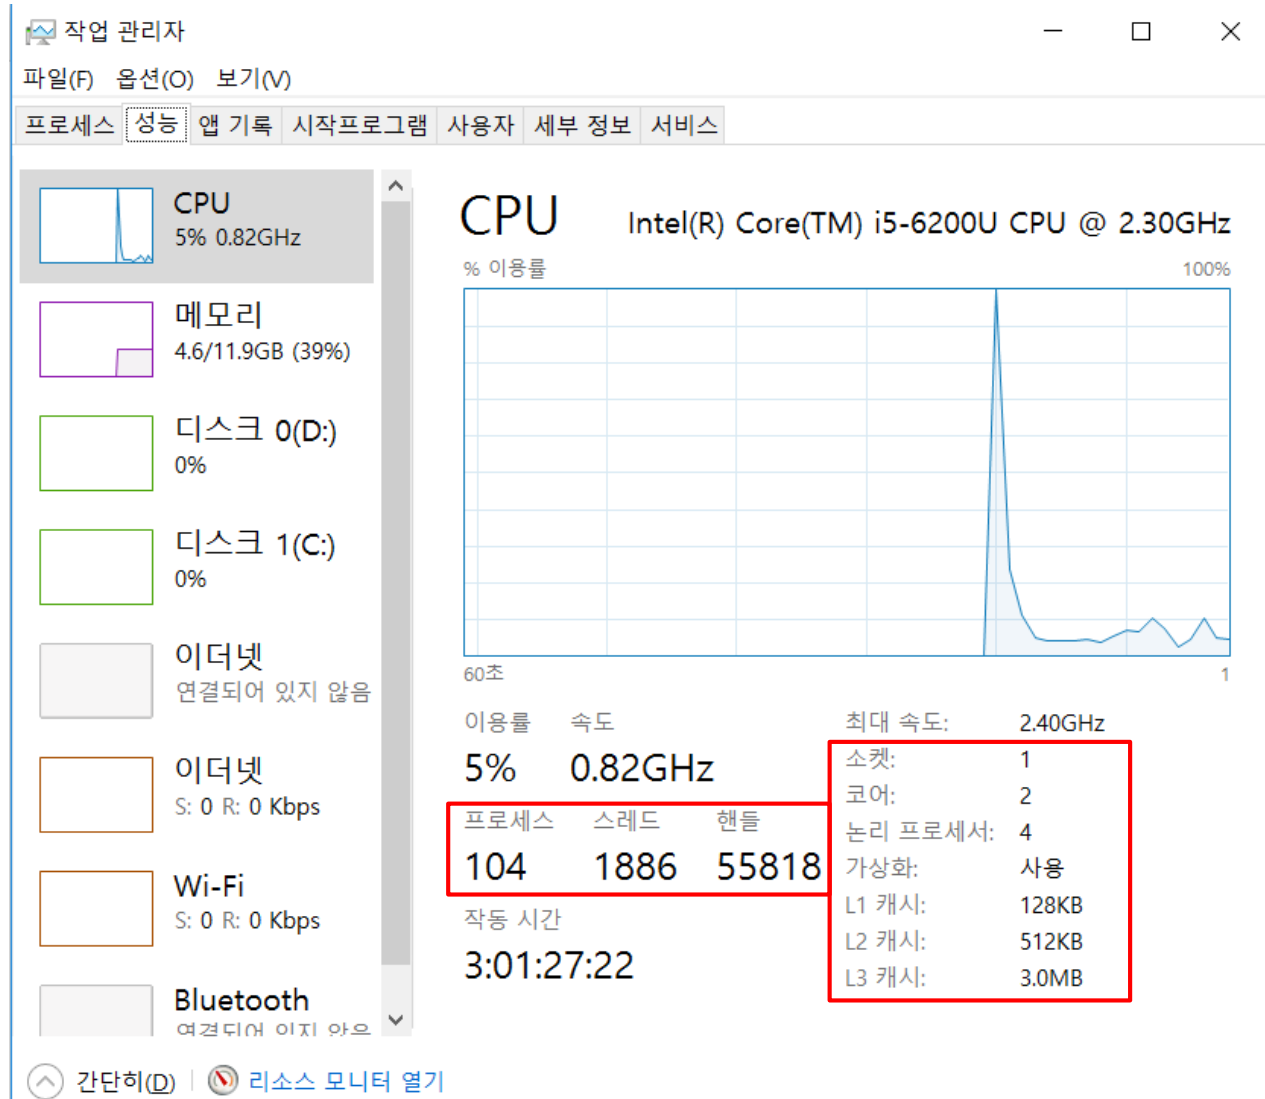 작업 관리자
파일(F) 옵션(O) 보기(V)
프로세스 성능 앱 기록 시작프로그램 사용자 세부 정보 서비스
CPU
5% 0.82GHz
메모리
4.6/11.9GB (39%)
디스크 0(D:)
0%
디스크 1(C:)
0%
이더넷
연결되어 있지 않음
이더넷
S: 0 R: 0 Kbps
Wi-Fi
S: 0 R: 0 Kbps
Bluetooth
연결되어 있지 않음
CPU Intel(R) Core(TM) i5-6200U CPU @ 2.30GHz
% 이용률 100%
60초 1
이용률 속도
5% 0.82GHz
프로세스 스레드 핸들
104 1886 55818
작동 시간
3:01:27:22
최대 속도: 2.40GHz
소켓: 1
코어: 2
논리 프로세서: 4
가상화: 사용
L1 캐시: 128KB
L2 캐시: 512KB
L3 캐시: 3.0MB
간단히(D) 리소스 모니터 열기